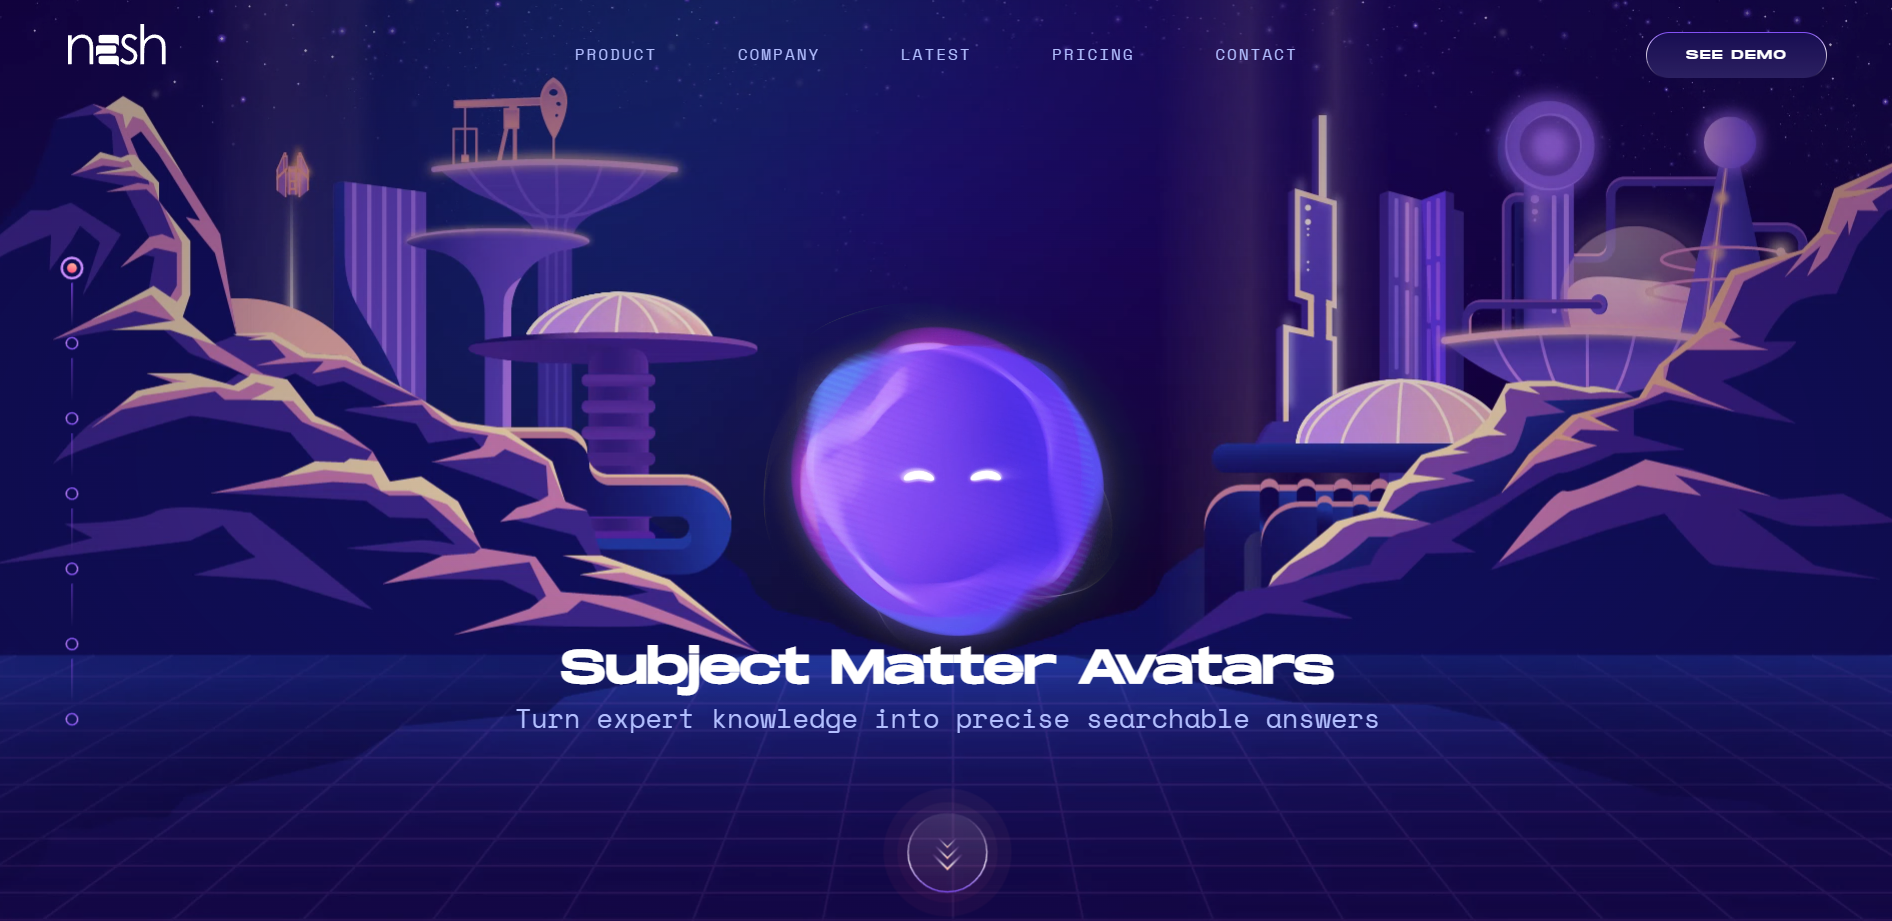 nesh
PRODUCT COMPANY LATEST PRICING CONTACT
SEE DEMO
Subject Matter Avatars
Turn expert knowledge into precise searchable answers